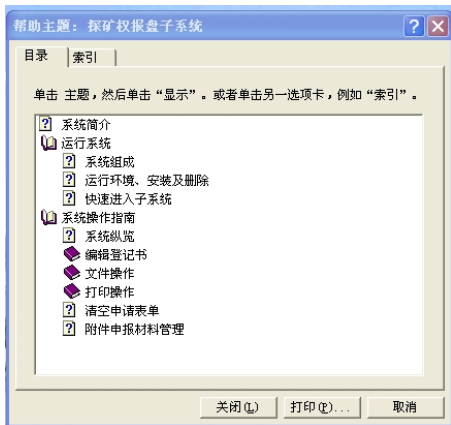 帮助主题：探矿权报盘子系统
目录 索引
单击 主题，然后单击“显示”。或者单击另一选项卡，例如“索引”。
系统简介
运行系统
系统组成
运行环境、安装及删除
快速进入子系统
系统操作指南
系统纵览
编辑登记书
文件操作
打印操作
清空申请表单
附件申报材料管理
关闭(L) 打印(P)... 取消